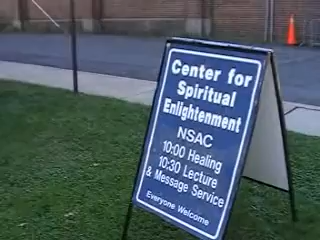 Center for
Spiritual
Enlightenment
NSAC
10:00 Healing
10:30 Lecture
& Message Service
Everyone Welcome